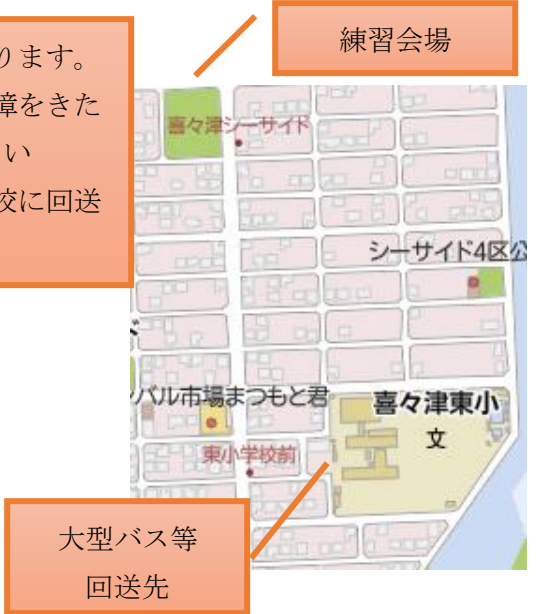 練習会場
ります。
障をきた
い
校に回送
喜々津シーサイド
シーサイド4区公
ド
バル市場まつもと君
喜々津東小
文
東小学校前
大型バス等
回送先